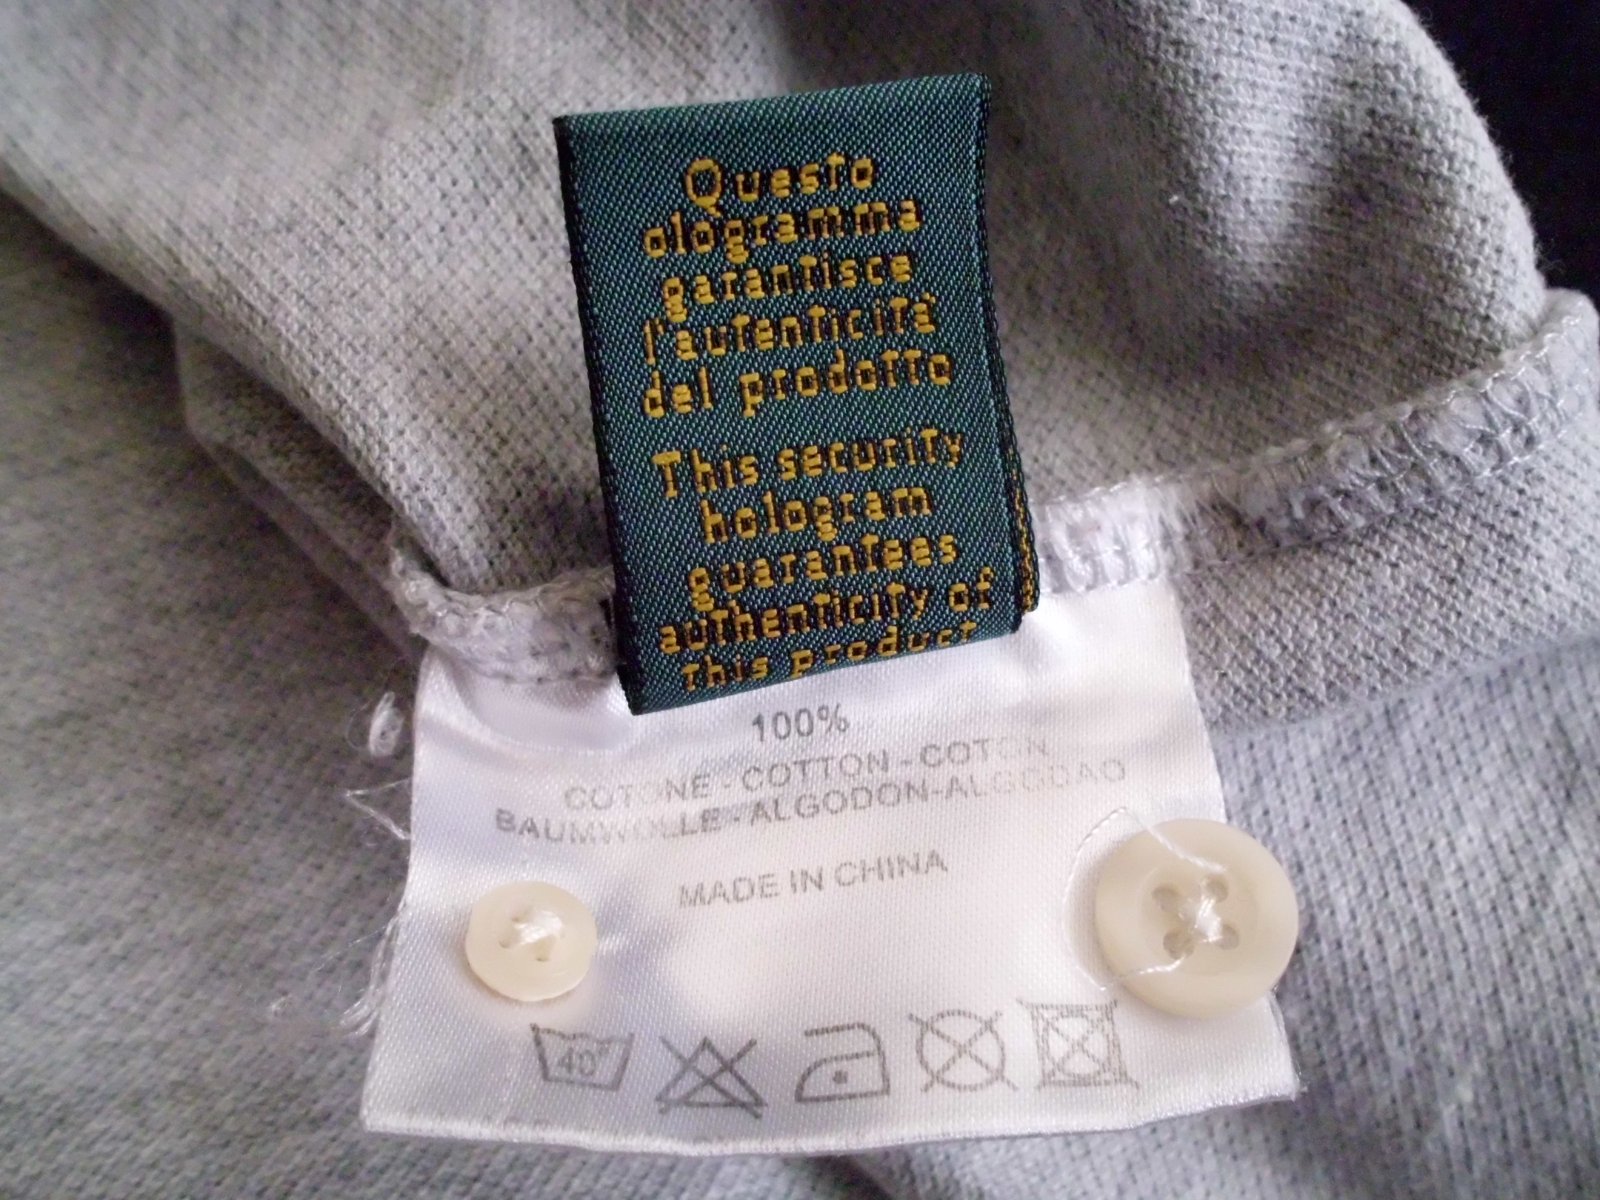 Questo
ologramma
garantisce
l'autenticità
del prodotto
This security
hologram
guarantees
authenticity of
this product
100%
COTONE - COTTON - COTON
BAUMWOLLE - ALGODON-ALGODAO
MADE IN CHINA
40°